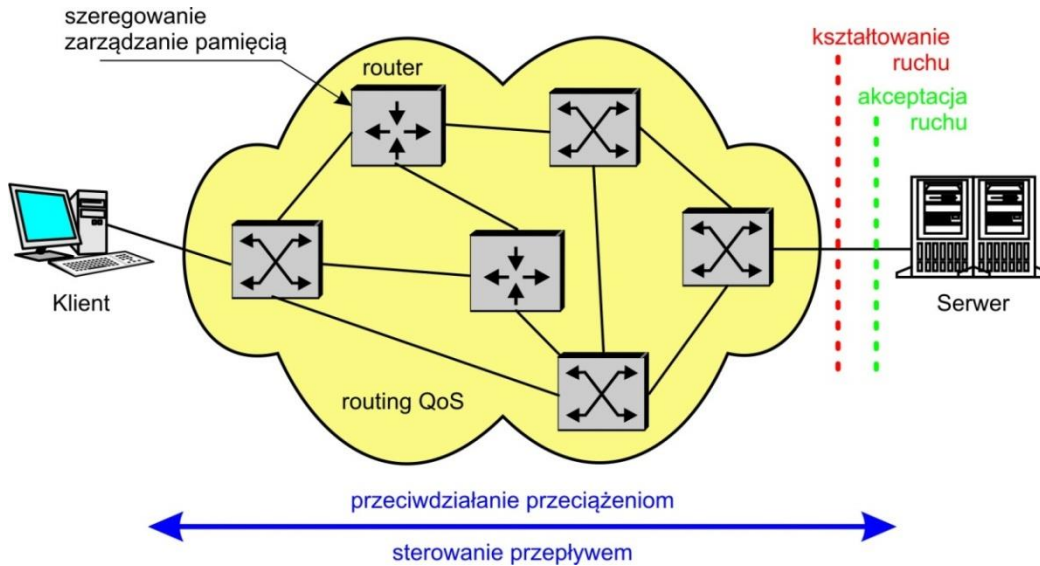 szeregowanie
zarządzanie pamięcią
router
kształtowanie
ruchu
akceptacja
ruchu
Klient
Serwer
routing QoS
przeciwdziałanie przeciążeniom
sterowanie przepływem